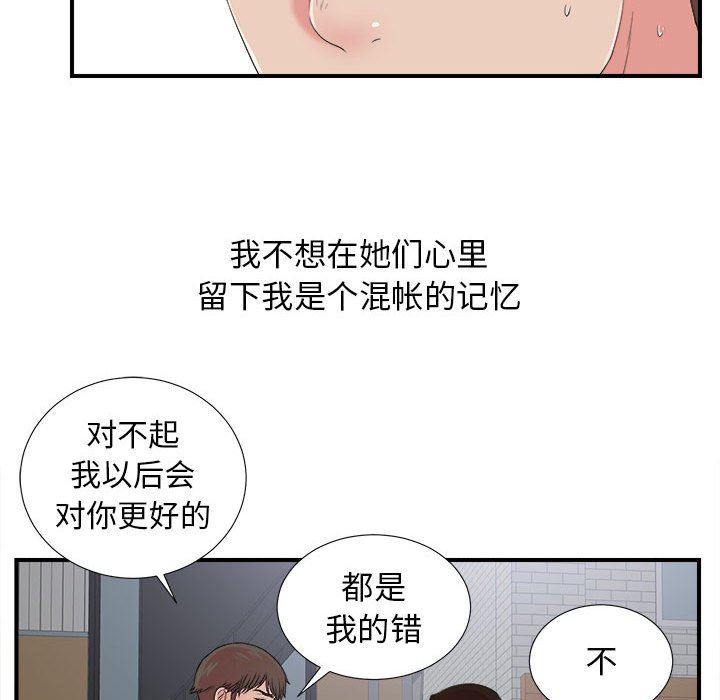 我不想在她们心里
留下我是个混帐的记忆
对不起
我以后会
对你更好的
都是
我的错
不